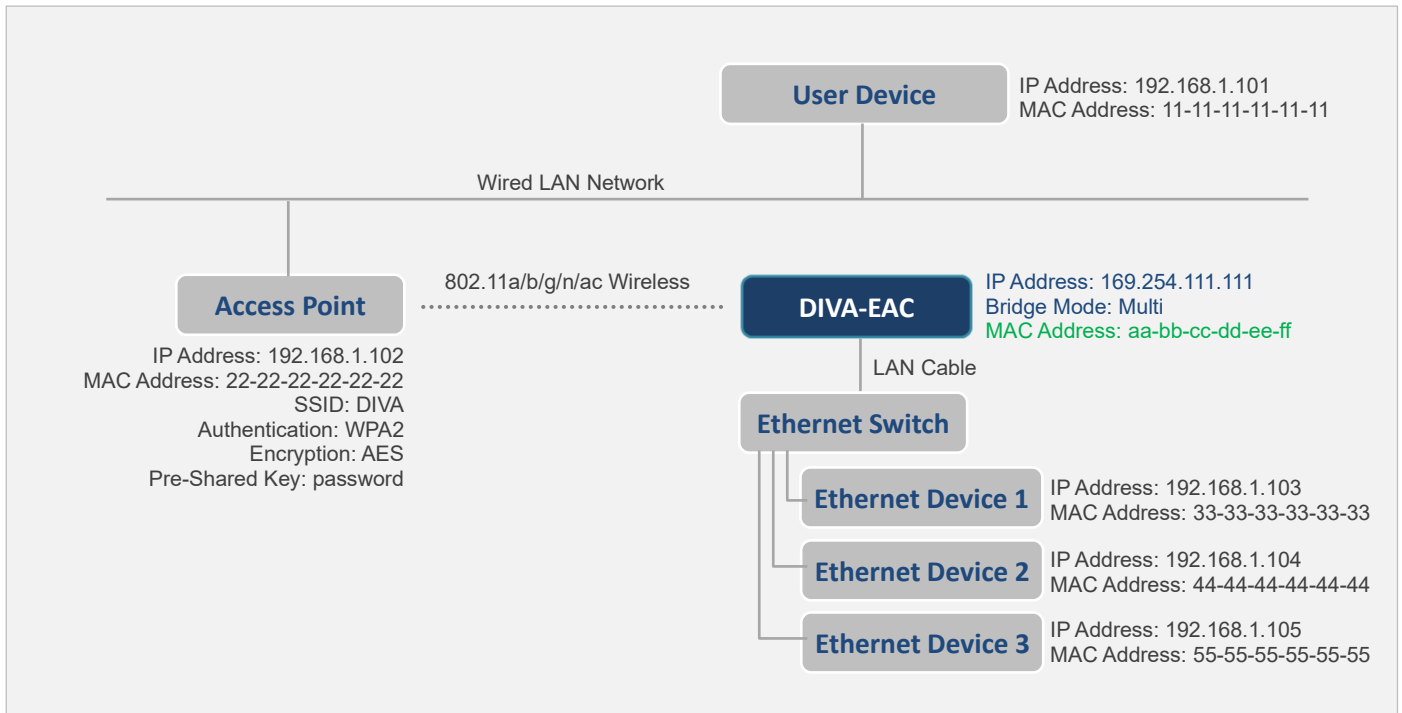 User Device
IP Address: 192.168.1.101
MAC Address: 11-11-11-11-11-11
Wired LAN Network
Access Point
802.11a/b/g/n/ac Wireless
DIVA-EAC
IP Address: 169.254.111.111
Bridge Mode: Multi
MAC Address: aa-bb-cc-dd-ee-ff
IP Address: 192.168.1.102
MAC Address: 22-22-22-22-22-22
SSID: DIVA
Authentication: WPA2
Encryption: AES
Pre-Shared Key: password
LAN Cable
Ethernet Switch
Ethernet Device 1
IP Address: 192.168.1.103
MAC Address: 33-33-33-33-33-33
Ethernet Device 2
IP Address: 192.168.1.104
MAC Address: 44-44-44-44-44-44
Ethernet Device 3
IP Address: 192.168.1.105
MAC Address: 55-55-55-55-55-55